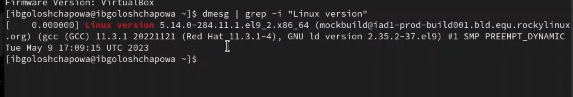 Firmware Version: VirtualBox
[ibgoloshchapowa@ibgoloshchapowa ~]$ dmesg | grep -i "Linux version"
[    0.000000] Linux version 5.14.0-284.11.1.el9_2.x86_64 (mockbuild@iad1-prod-build001.bld.equ.rockylinux
.org) (gcc (GCC) 11.3.1 20221121 (Red Hat 11.3.1-4), GNU ld version 2.35.2-37.el9) #1 SMP PREEMPT_DYNAMIC
Tue May 9 17:09:15 UTC 2023
[ibgoloshchapowa@ibgoloshchapowa ~]$